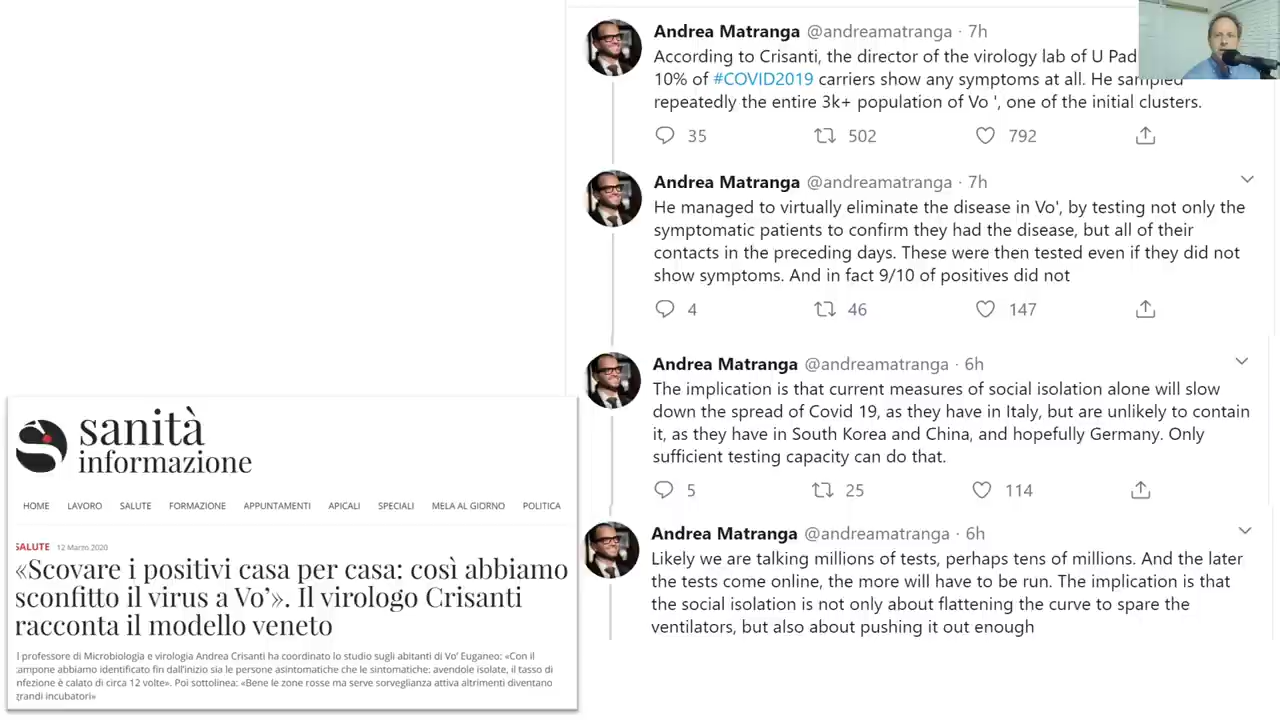 Andrea Matranga @andreamatranga · 7h
According to Crisanti, the director of the virology lab of U Pad
10% of #COVID2019 carriers show any symptoms at all. He sampled
repeatedly the entire 3k+ population of Vo ', one of the initial clusters.
35 502 792
Andrea Matranga @andreamatranga · 7h
He managed to virtually eliminate the disease in Vo', by testing not only the
symptomatic patients to confirm they had the disease, but all of their
contacts in the preceding days. These were then tested even if they did not
show symptoms. And in fact 9/10 of positives did not
4 46 147
Andrea Matranga @andreamatranga · 6h
The implication is that current measures of social isolation alone will slow
down the spread of Covid 19, as they have in Italy, but are unlikely to contain
it, as they have in South Korea and China, and hopefully Germany. Only
sufficient testing capacity can do that.
5 25 114
Andrea Matranga @andreamatranga · 6h
Likely we are talking millions of tests, perhaps tens of millions. And the later
the tests come online, the more will have to be run. The implication is that
the social isolation is not only about flattening the curve to spare the
ventilators, but also about pushing it out enough
sanità
informazione
HOME LAVORO SALUTE FORMAZIONE APPUNTAMENTI APICALI SPECIALI MELA AL GIORNO POLITICA
SALUTE 12 Marzo 2020
«Scovare i positivi casa per casa: così abbiamo
sconfitto il virus a Vo'». Il virologo Crisanti
racconta il modello veneto
l professore di Microbiologia e virologia Andrea Crisanti ha coordinato lo studio sugli abitanti di Vo' Euganeo: «Con il
ampone abbiamo identificato fin dall'inizio sia le persone asintomatiche che le sintomatiche: avendole isolate, il tasso di
nfezione è calato di circa 12 volte». Poi sottolinea: «Bene le zone rosse ma serve sorveglianza attiva altrimenti diventano
grandi incubatori»